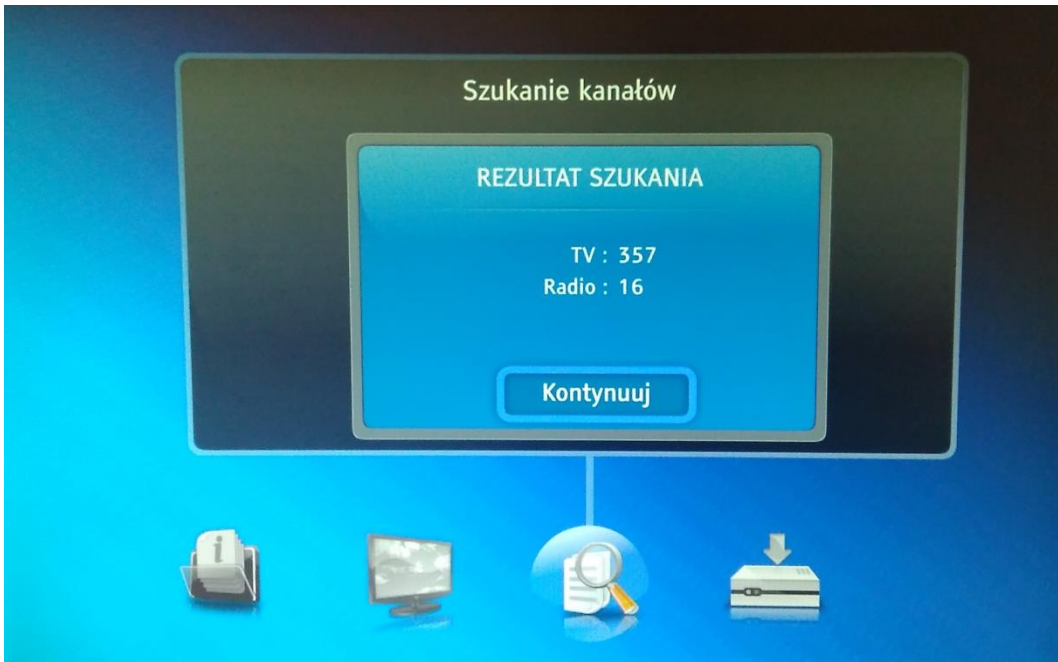 Szukanie kanałów
REZULTAT SZUKANIA
TV : 357
Radio : 16
Kontynuuj